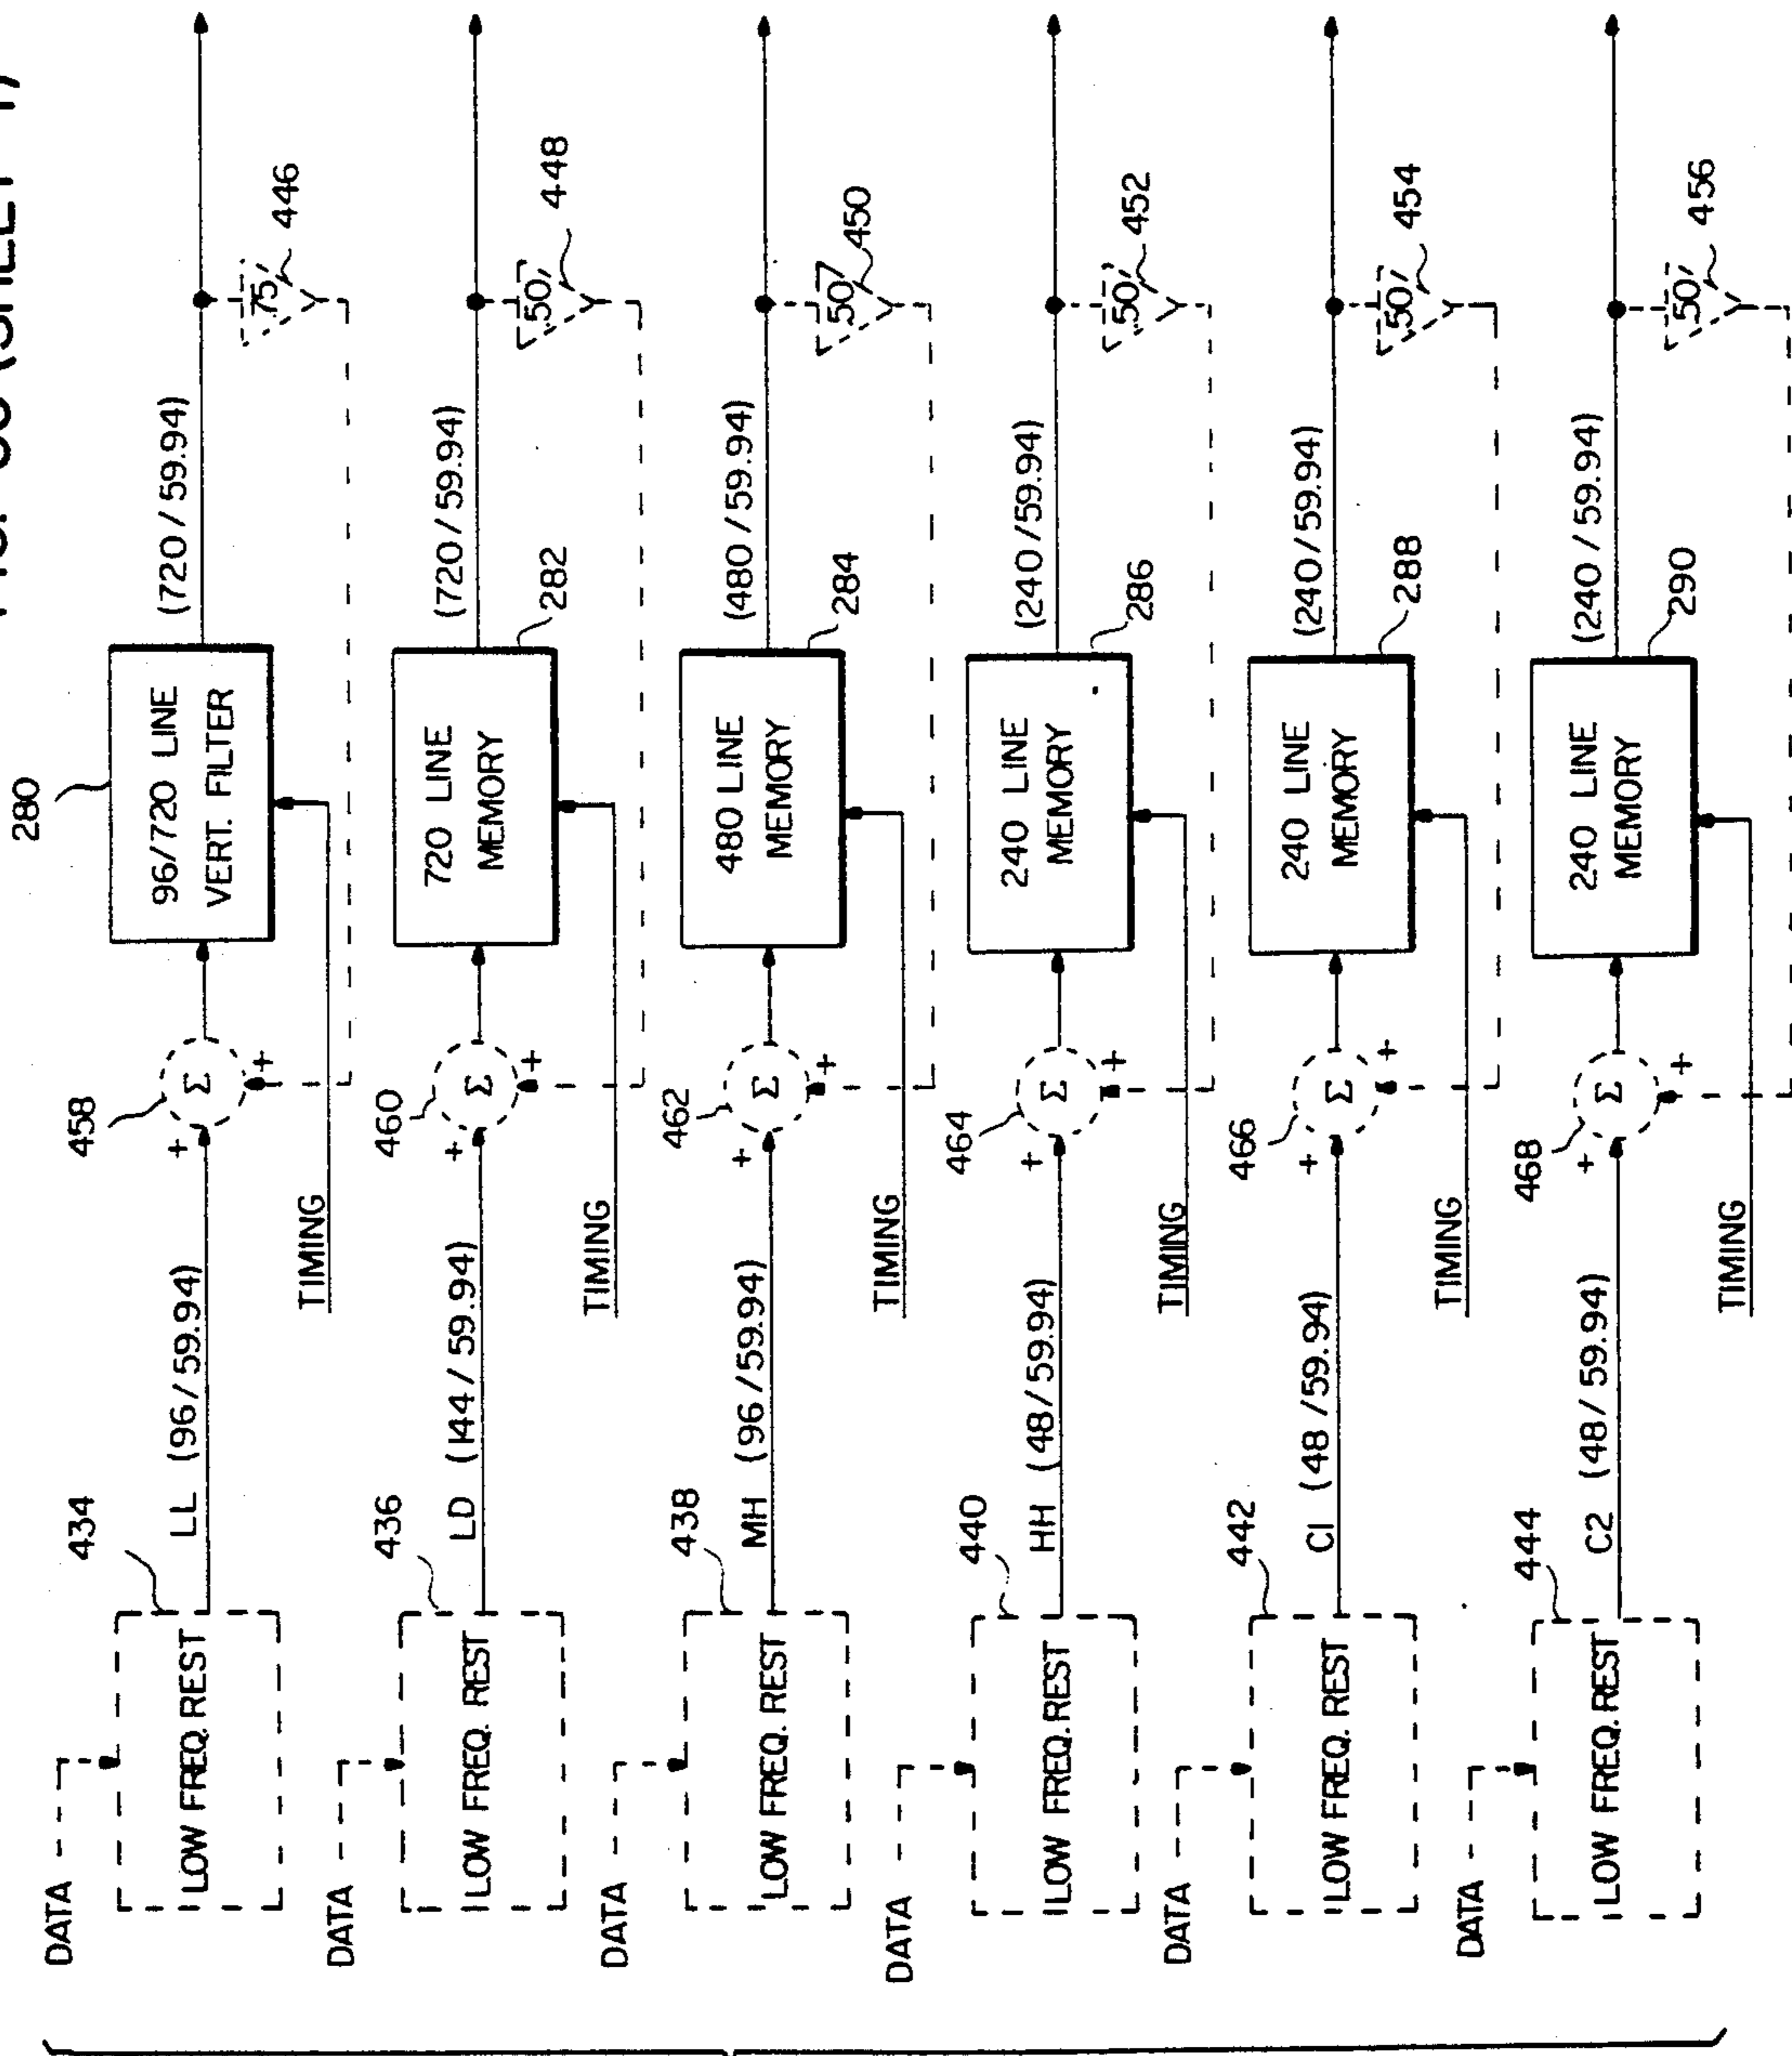 DATA
434
LOW FREQ. REST
LL (96/59.94)
458
+
Σ
+
TIMING
280
96/720 LINE
VERT. FILTER
(720/59.94)
75
446
DATA
436
LOW FREQ. REST
LD (144/59.94)
460
+
Σ
+
TIMING
720 LINE
MEMORY
282
(720/59.94)
50
448
DATA
438
LOW FREQ. REST
MH (96/59.94)
462
+
Σ
+
TIMING
480 LINE
MEMORY
284
(480/59.94)
50
450
DATA
440
LOW FREQ. REST
HH (48/59.94)
464
+
Σ
+
TIMING
240 LINE
MEMORY
286
(240/59.94)
50
452
DATA
442
LOW FREQ. REST
C1 (48/59.94)
466
+
Σ
+
TIMING
240 LINE
MEMORY
288
(240/59.94)
50
454
DATA
444
LOW FREQ. REST
C2 (48/59.94)
468
+
Σ
+
TIMING
240 LINE
MEMORY
290
(240/59.94)
50
456